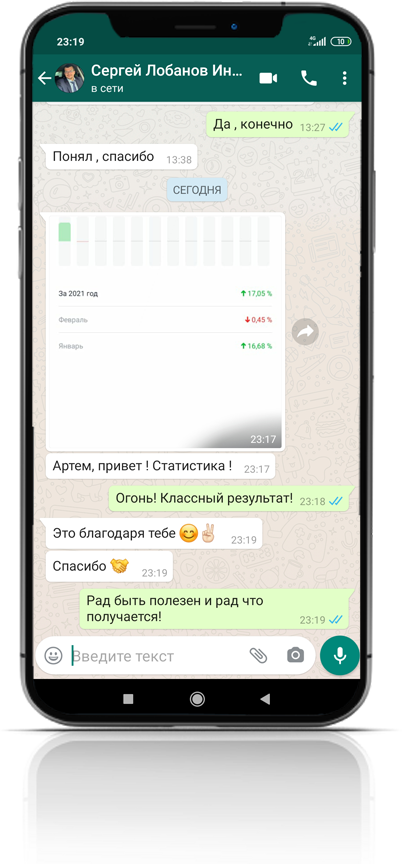 23:19
4G
10
Сергей Лобанов Ин...
в сети
Да , конечно 13:27
Понял , спасибо 13:38
СЕГОДНЯ
За 2021 год 17,05 %
Февраль 0,45 %
Январь 16,68 %
23:17
Артем, привет ! Статистика ! 23:17
Огонь! Классный результат! 23:18
Это благодаря тебе 😊✌🏻 23:19
Спасибо 🤝 23:19
Рад быть полезен и рад что
получается! 23:19
Введите текст